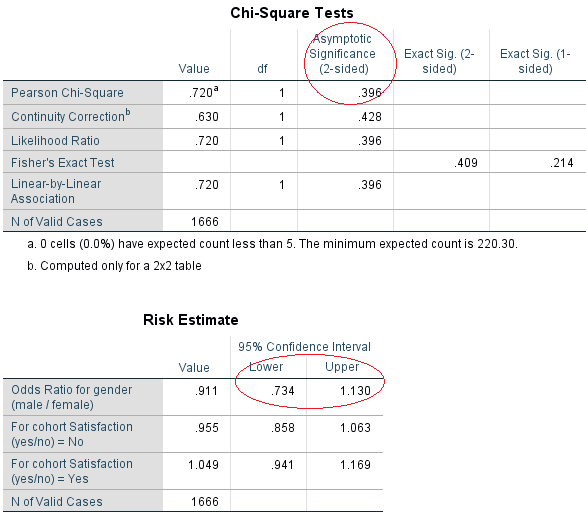 Chi-Square Tests
Asymptotic
Significance Exact Sig. (2- Exact Sig. (1-
Value df (2-sided) sided) sided)
Pearson Chi-Square .720a 1 .396
Continuity Correctionb .630 1 .428
Likelihood Ratio .720 1 .396
Fisher's Exact Test .409 .214
Linear-by-Linear .720 1 .396
Association
N of Valid Cases 1666
a. 0 cells (0.0%) have expected count less than 5. The minimum expected count is 220.30.
b. Computed only for a 2x2 table
Risk Estimate
95% Confidence Interval
Value Lower Upper
Odds Ratio for gender .911 .734 1.130
(male / female)
For cohort Satisfaction .955 .858 1.063
(yes/no) = No
For cohort Satisfaction 1.049 .941 1.169
(yes/no) = Yes
N of Valid Cases 1666